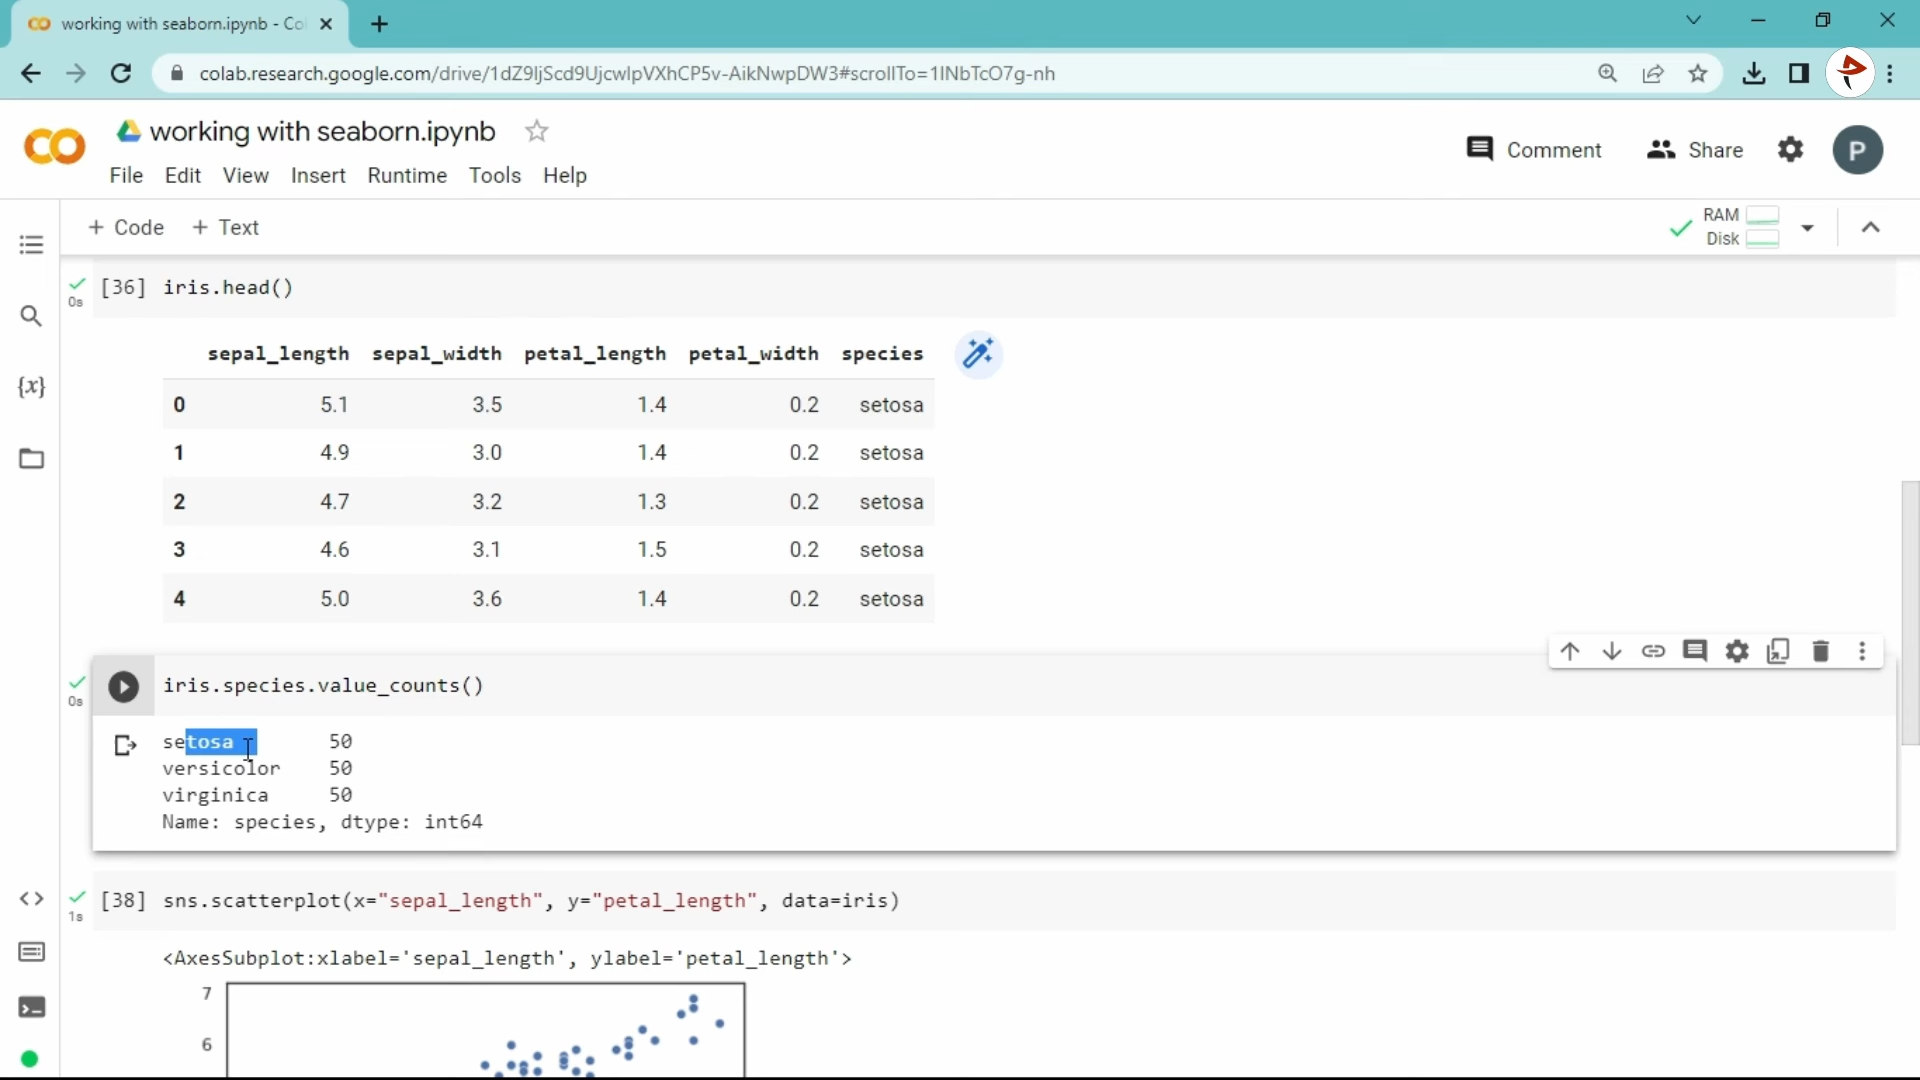 working with seaborn.ipynb - Co
colab.research.google.com/drive/1dZ9ljScd9UjcwlpVXhCP5v-AikNwpDW3#scrollTo=1lNbTcO7g-nh
working with seaborn.ipynb
Comment Share P
File Edit View Insert Runtime Tools Help
+ Code + Text
RAM
Disk
[36] iris.head()
0s
sepal_length sepal_width petal_length petal_width species
0 5.1 3.5 1.4 0.2 setosa
1 4.9 3.0 1.4 0.2 setosa
2 4.7 3.2 1.3 0.2 setosa
3 4.6 3.1 1.5 0.2 setosa
4 5.0 3.6 1.4 0.2 setosa
iris.species.value_counts()
0s
setosa 50
versicolor 50
virginica 50
Name: species, dtype: int64
[38] sns.scatterplot(x="sepal_length", y="petal_length", data=iris)
1s
<AxesSubplot:xlabel='sepal_length', ylabel='petal_length'>
7
6